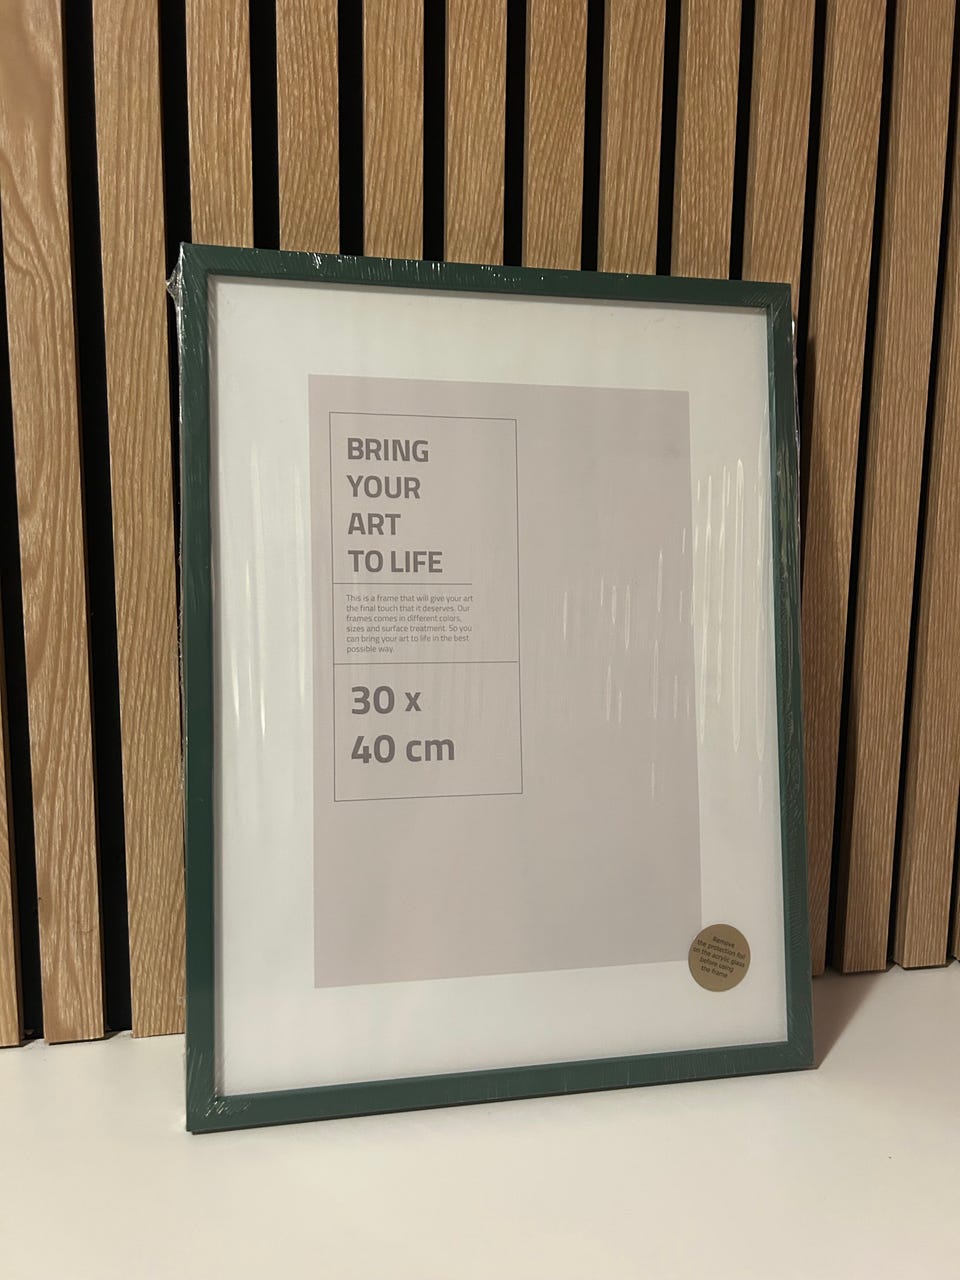 BRING
YOUR
ART
TO LIFE
This is a frame that will give your art
the final touch that it deserves. Our
frames comes in different colors,
sizes and surface treatment. So you
can bring your art to life in the best
possible way.
30 x
40 cm
Remove
the protection foil
on the acrylic glass
before using
the frame